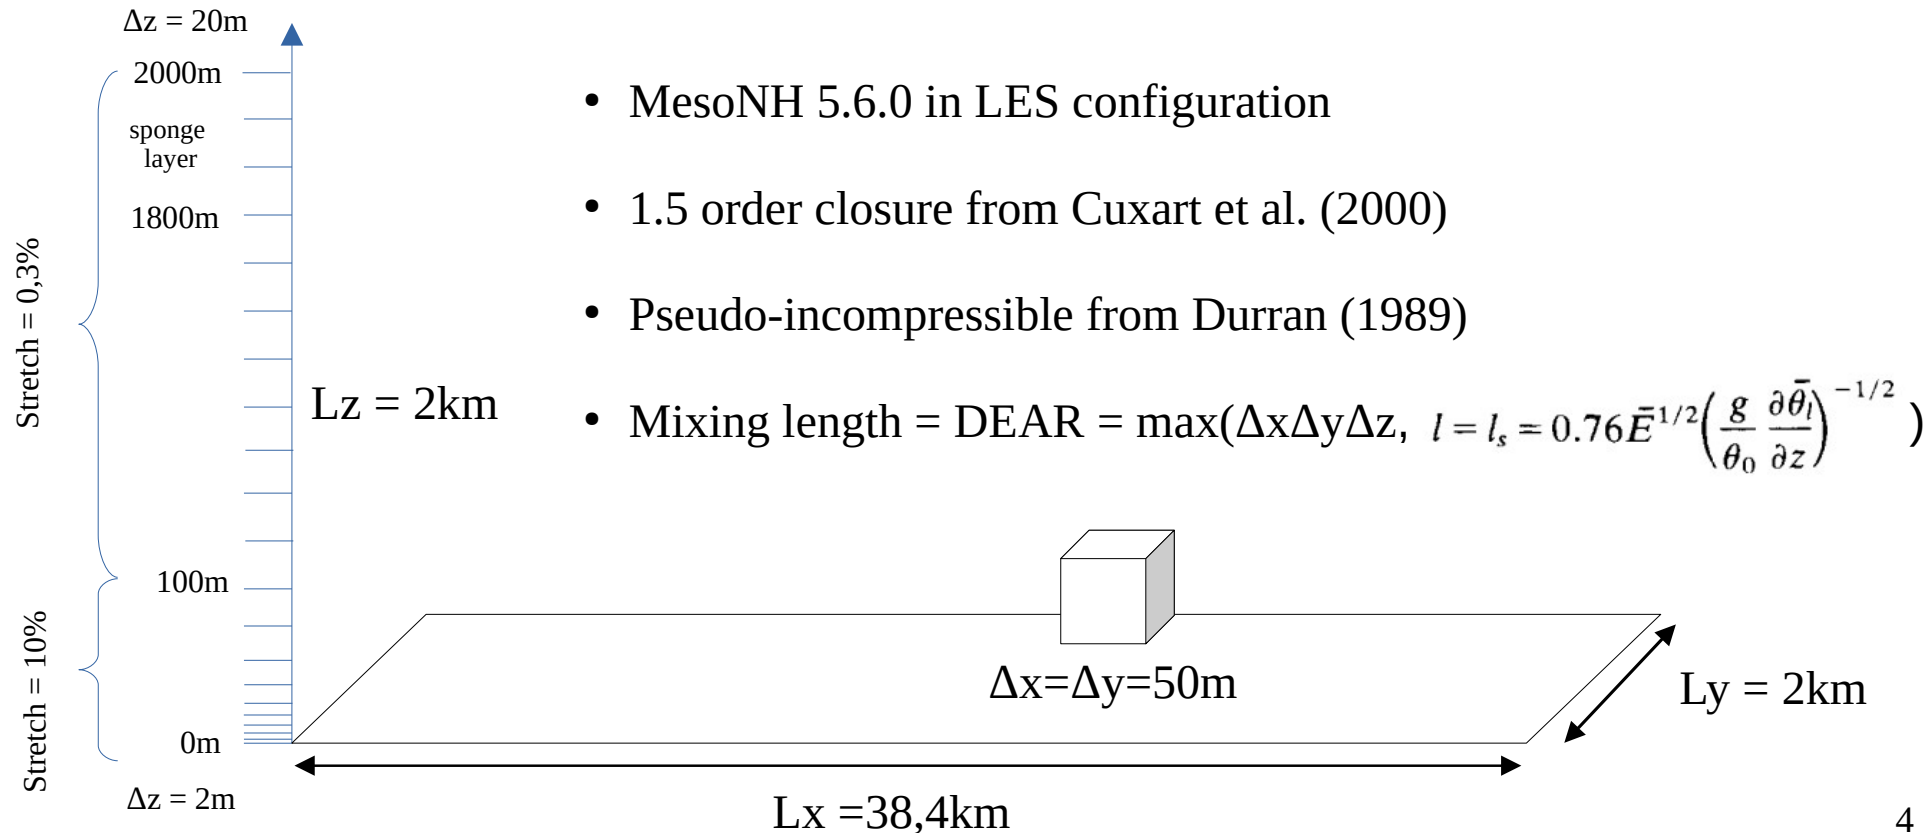 Δz = 20m
2000m
sponge
layer
1800m
Stretch = 0,3%
Lz = 2km
100m
Stretch = 10%
0m
Δz = 2m
• MesoNH 5.6.0 in LES configuration
• 1.5 order closure from Cuxart et al. (2000)
• Pseudo-incompressible from Durran (1989)
• Mixing length = DEAR = max(ΔxΔyΔz, l = l_s = 0.76 Ē^{1/2} (g/θ_0 ∂θ̄_l/∂z)^{−1/2} )
Δx=Δy=50m
Ly = 2km
Lx =38,4km
4